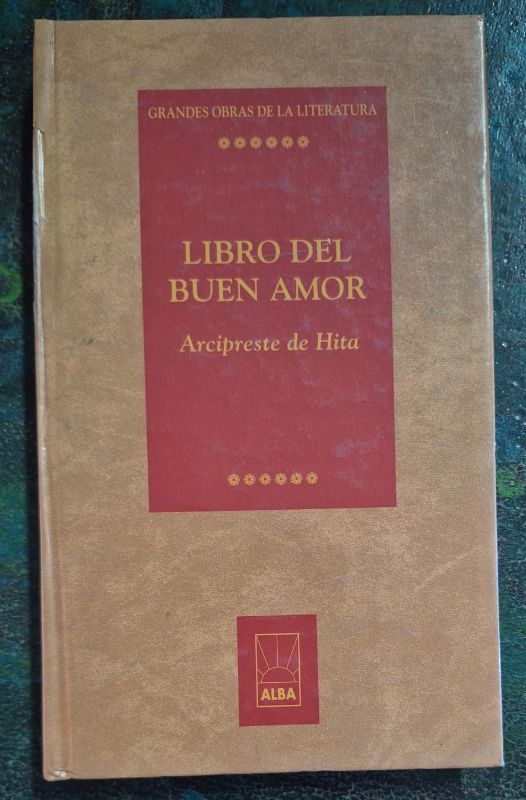 GRANDES OBRAS DE LA LITERATURA
LIBRO DEL
BUEN AMOR
Arcipreste de Hita
ALBA